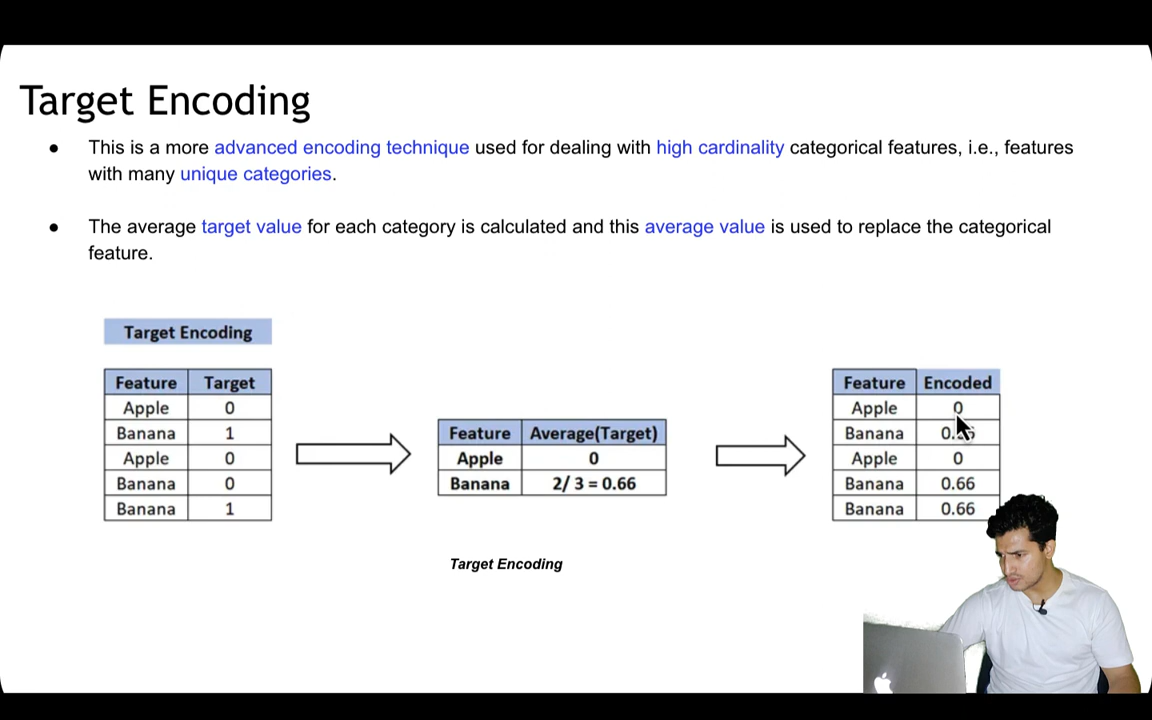 Target Encoding
● This is a more advanced encoding technique used for dealing with high cardinality categorical features, i.e., features
with many unique categories.
● The average target value for each category is calculated and this average value is used to replace the categorical
feature.
Target Encoding
Feature Target
Apple 0
Banana 1
Apple 0
Banana 0
Banana 1
Feature Average(Target)
Apple 0
Banana 2/ 3 = 0.66
Feature Encoded
Apple 0
Banana
Apple 0
Banana 0.66
Banana 0.66
Target Encoding